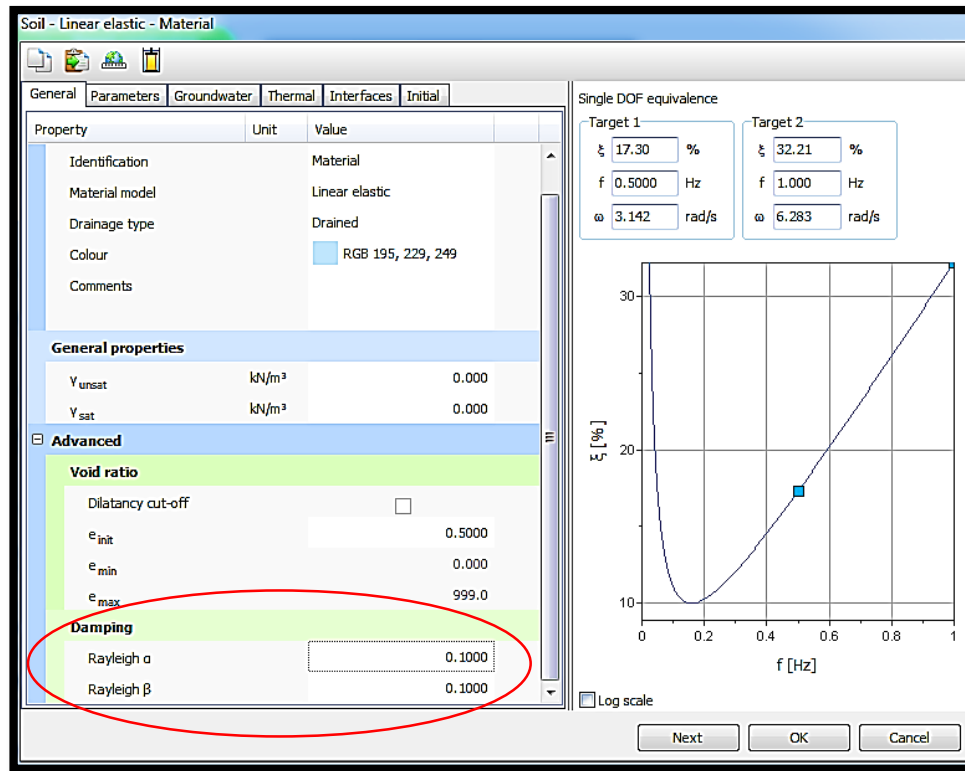 Soil - Linear elastic - Material
General Parameters Groundwater Thermal Interfaces Initial
Property Unit Value
Identification Material
Material model Linear elastic
Drainage type Drained
Colour RGB 195, 229, 249
Comments
General properties
γ unsat kN/m³ 0.000
γ sat kN/m³ 0.000
Advanced
Void ratio
Dilatancy cut-off
e init 0.5000
e min 0.000
e max 999.0
Damping
Rayleigh α 0.1000
Rayleigh β 0.1000
Single DOF equivalence
Target 1
ξ 17.30 %
f 0.5000 Hz
ω 3.142 rad/s
Target 2
ξ 32.21 %
f 1.000 Hz
ω 6.283 rad/s
30
20
10
ξ [%]
0 0.2 0.4 0.6 0.8 1
f [Hz]
Log scale
Next OK Cancel